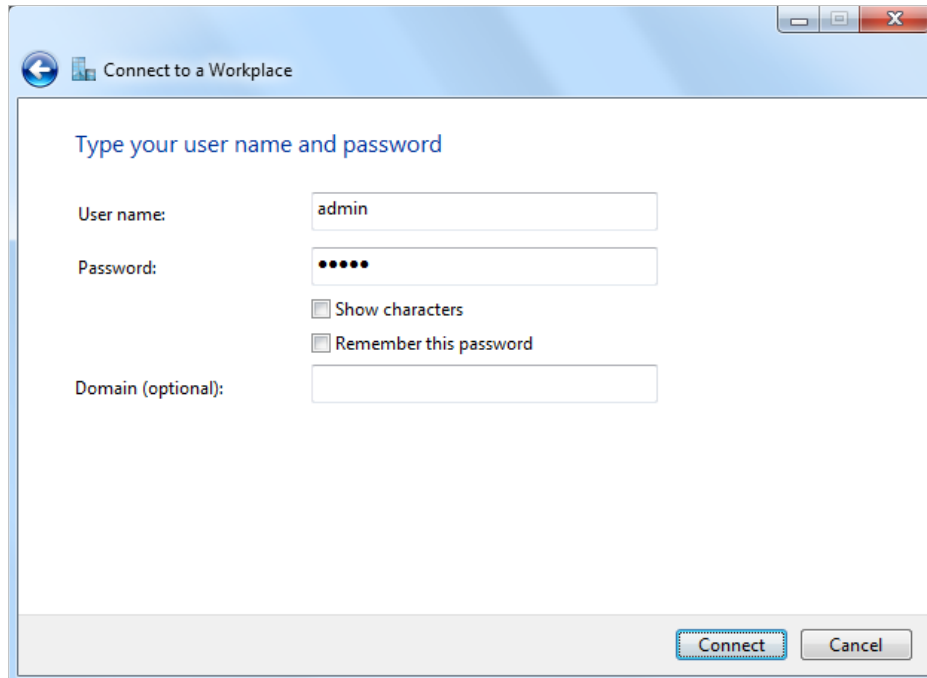 Connect to a Workplace
Type your user name and password
User name: admin
Password: •••••
Show characters
Remember this password
Domain (optional):
Connect Cancel